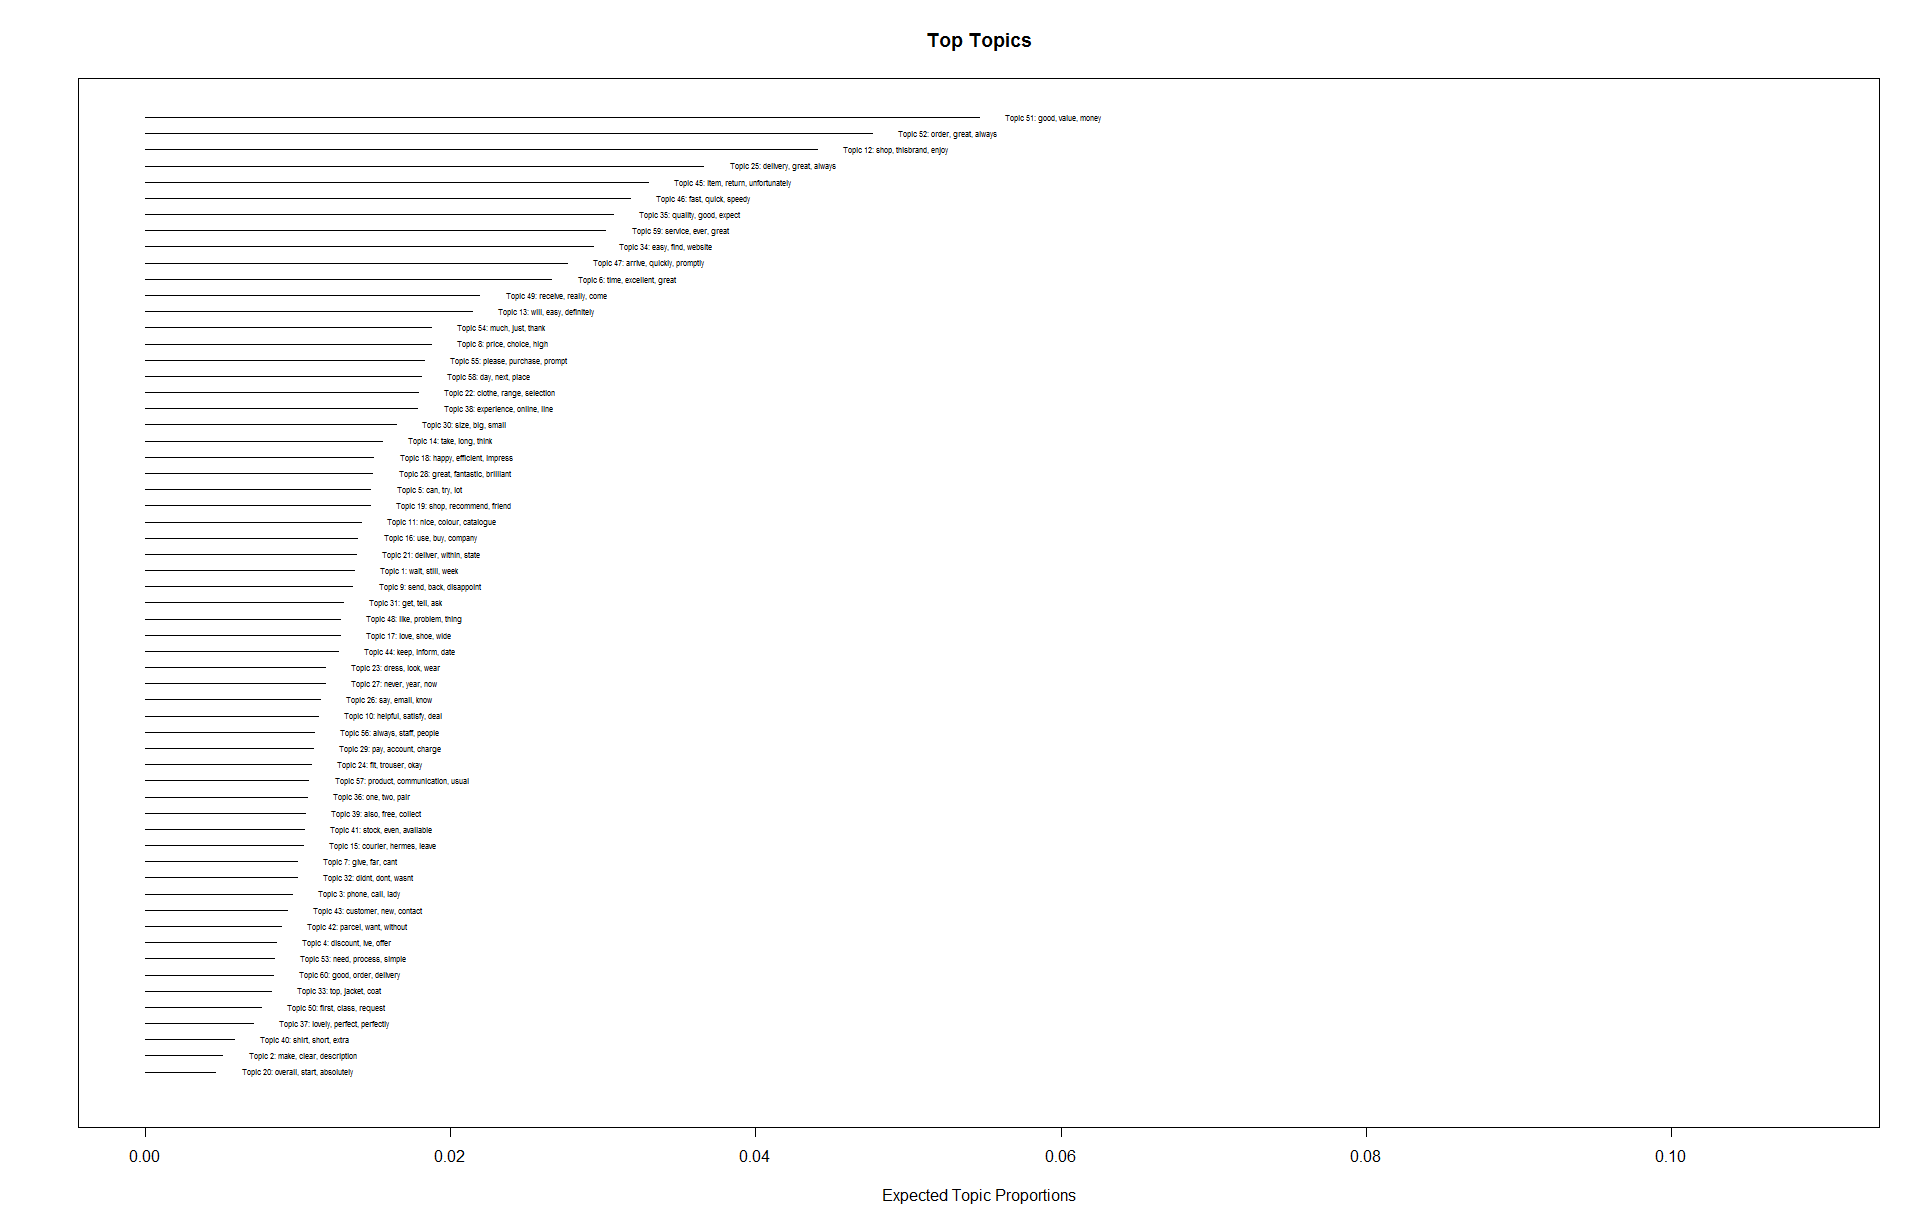 Top Topics
Topic 51: good, value, money
Topic 52: order, great, always
Topic 12: shop, thisbrand, enjoy
Topic 25: delivery, great, always
Topic 45: item, return, unfortunately
Topic 46: fast, quick, speedy
Topic 35: quality, good, expect
Topic 59: service, ever, great
Topic 34: easy, find, website
Topic 47: arrive, quickly, promptly
Topic 6: time, excellent, great
Topic 49: receive, really, come
Topic 13: will, easy, definitely
Topic 54: much, just, thank
Topic 8: price, choice, high
Topic 55: please, purchase, prompt
Topic 58: day, next, place
Topic 22: clothe, range, selection
Topic 38: experience, online, line
Topic 30: size, big, small
Topic 14: take, long, think
Topic 18: happy, efficient, impress
Topic 28: great, fantastic, brilliant
Topic 5: can, try, lot
Topic 19: shop, recommend, friend
Topic 11: nice, colour, catalogue
Topic 16: use, buy, company
Topic 21: deliver, within, state
Topic 1: wait, still, week
Topic 9: send, back, disappoint
Topic 31: get, tell, ask
Topic 48: like, problem, thing
Topic 17: love, shoe, wide
Topic 44: keep, inform, date
Topic 23: dress, look, wear
Topic 27: never, year, now
Topic 26: say, email, know
Topic 10: helpful, satisfy, deal
Topic 56: always, staff, people
Topic 29: pay, account, charge
Topic 24: fit, trouser, okay
Topic 57: product, communication, usual
Topic 36: one, two, pair
Topic 39: also, free, collect
Topic 41: stock, even, available
Topic 15: courier, hermes, leave
Topic 7: give, far, cant
Topic 32: didnt, dont, wasnt
Topic 3: phone, call, lady
Topic 43: customer, new, contact
Topic 42: parcel, want, without
Topic 4: discount, ive, offer
Topic 53: need, process, simple
Topic 60: good, order, delivery
Topic 33: top, jacket, coat
Topic 50: first, class, request
Topic 37: lovely, perfect, perfectly
Topic 40: shirt, short, extra
Topic 2: make, clear, description
Topic 20: overall, start, absolutely
0.00 0.02 0.04 0.06 0.08 0.10
Expected Topic Proportions